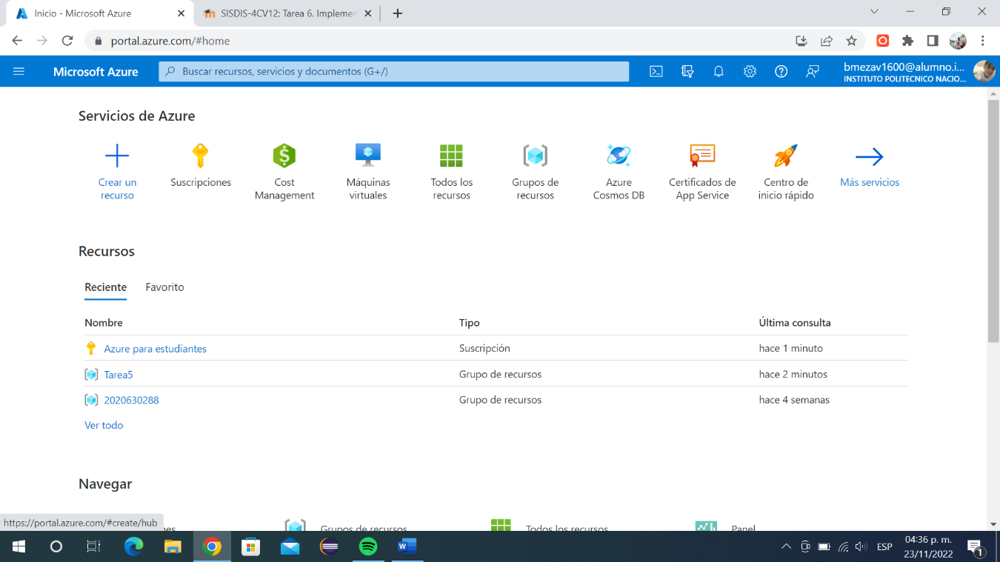 Inicio - Microsoft Azure
SISDIS-4CV12: Tarea 6. Implemen
portal.azure.com/#home
Microsoft Azure
Buscar recursos, servicios y documentos (G+/)
bmezav1600@alumno.i...
INSTITUTO POLITECNICO NACIO...
Servicios de Azure
Crear un
recurso
Suscripciones
Cost
Management
Máquinas
virtuales
Todos los
recursos
Grupos de
recursos
Azure
Cosmos DB
Certificados de
App Service
Centro de
inicio rápido
Más servicios
Recursos
Reciente
Favorito
Nombre
Tipo
Última consulta
Azure para estudiantes
Suscripción
hace 1 minuto
Tarea5
Grupo de recursos
hace 2 minutos
2020630288
Grupo de recursos
hace 4 semanas
Ver todo
Navegar
https://portal.azure.com/#create/hub
nes
Grupos de recursos
Todos los recursos
Panel
ESP
04:36 p. m.
23/11/2022
1